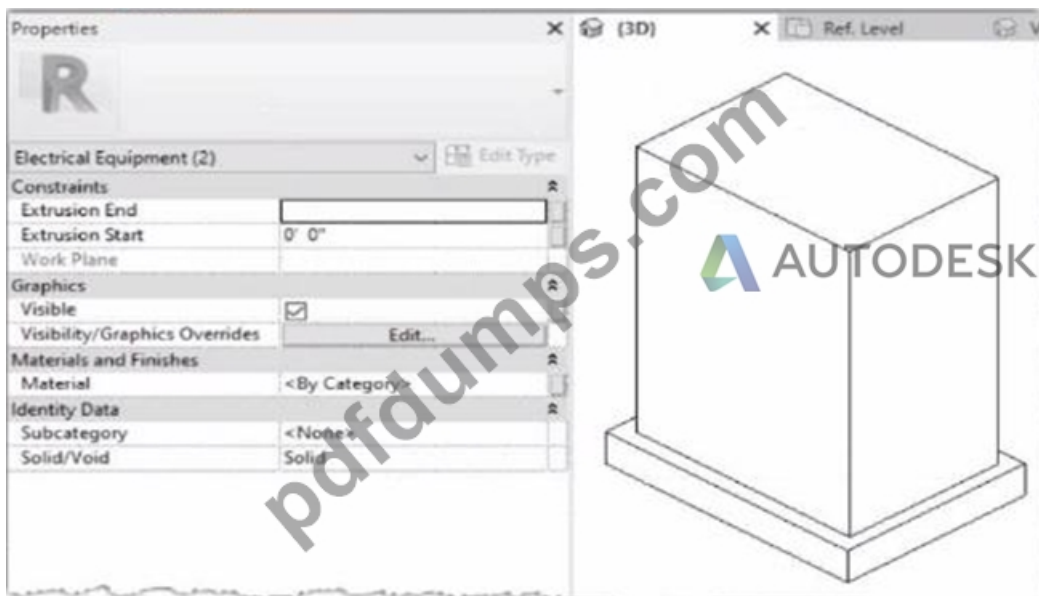 Properties
(3D)
Ref. Level
R
Electrical Equipment (2)
Edit Type
Constraints
Extrusion End
Extrusion Start 0' 0"
Work Plane
Graphics
Visible
Visibility/Graphics Overrides Edit...
Materials and Finishes
Material <By Category>
Identity Data
Subcategory <None>
Solid/Void Solid
AUTODESK
pdfdumps.com